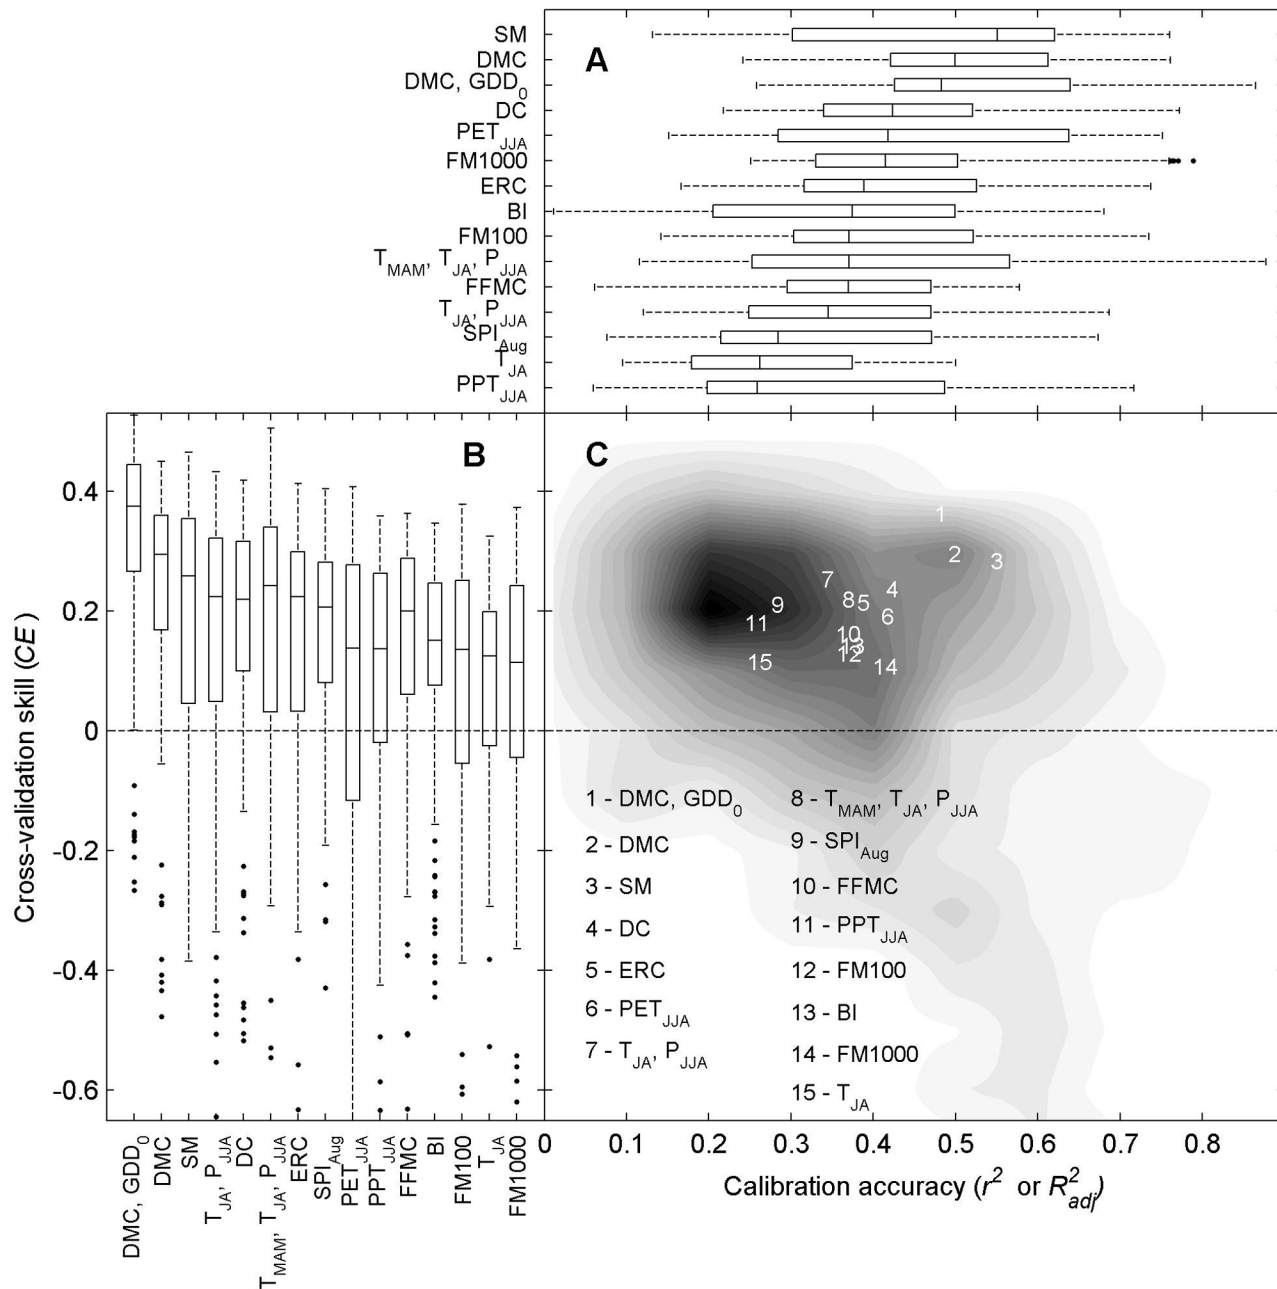 A
SM
DMC
DMC, GDD0
DC
PETJJA
FM1000
ERC
BI
FM100
TMAM, TJA, PJJA
FFMC
TJA, PJJA
SPIAug
TJA
PPTJJA
B
Cross-validation skill (CE)
0.4
0.2
0
-0.2
-0.4
-0.6
DMC, GDD0
DMC
SM
TJA, PJJA
DC
TMAM, TJA, PJJA
ERC
SPIAug
PETJJA
PPTJJA
FFMC
BI
FM100
TJA
FM1000
C
1
2
3
4
5
6
7
8
9
10
11
12
13
14
15
1 - DMC, GDD0
2 - DMC
3 - SM
4 - DC
5 - ERC
6 - PETJJA
7 - TJA, PJJA
8 - TMAM, TJA, PJJA
9 - SPIAug
10 - FFMC
11 - PPTJJA
12 - FM100
13 - BI
14 - FM1000
15 - TJA
0 0.1 0.2 0.3 0.4 0.5 0.6 0.7 0.8
Calibration accuracy (r2 or R2adj)